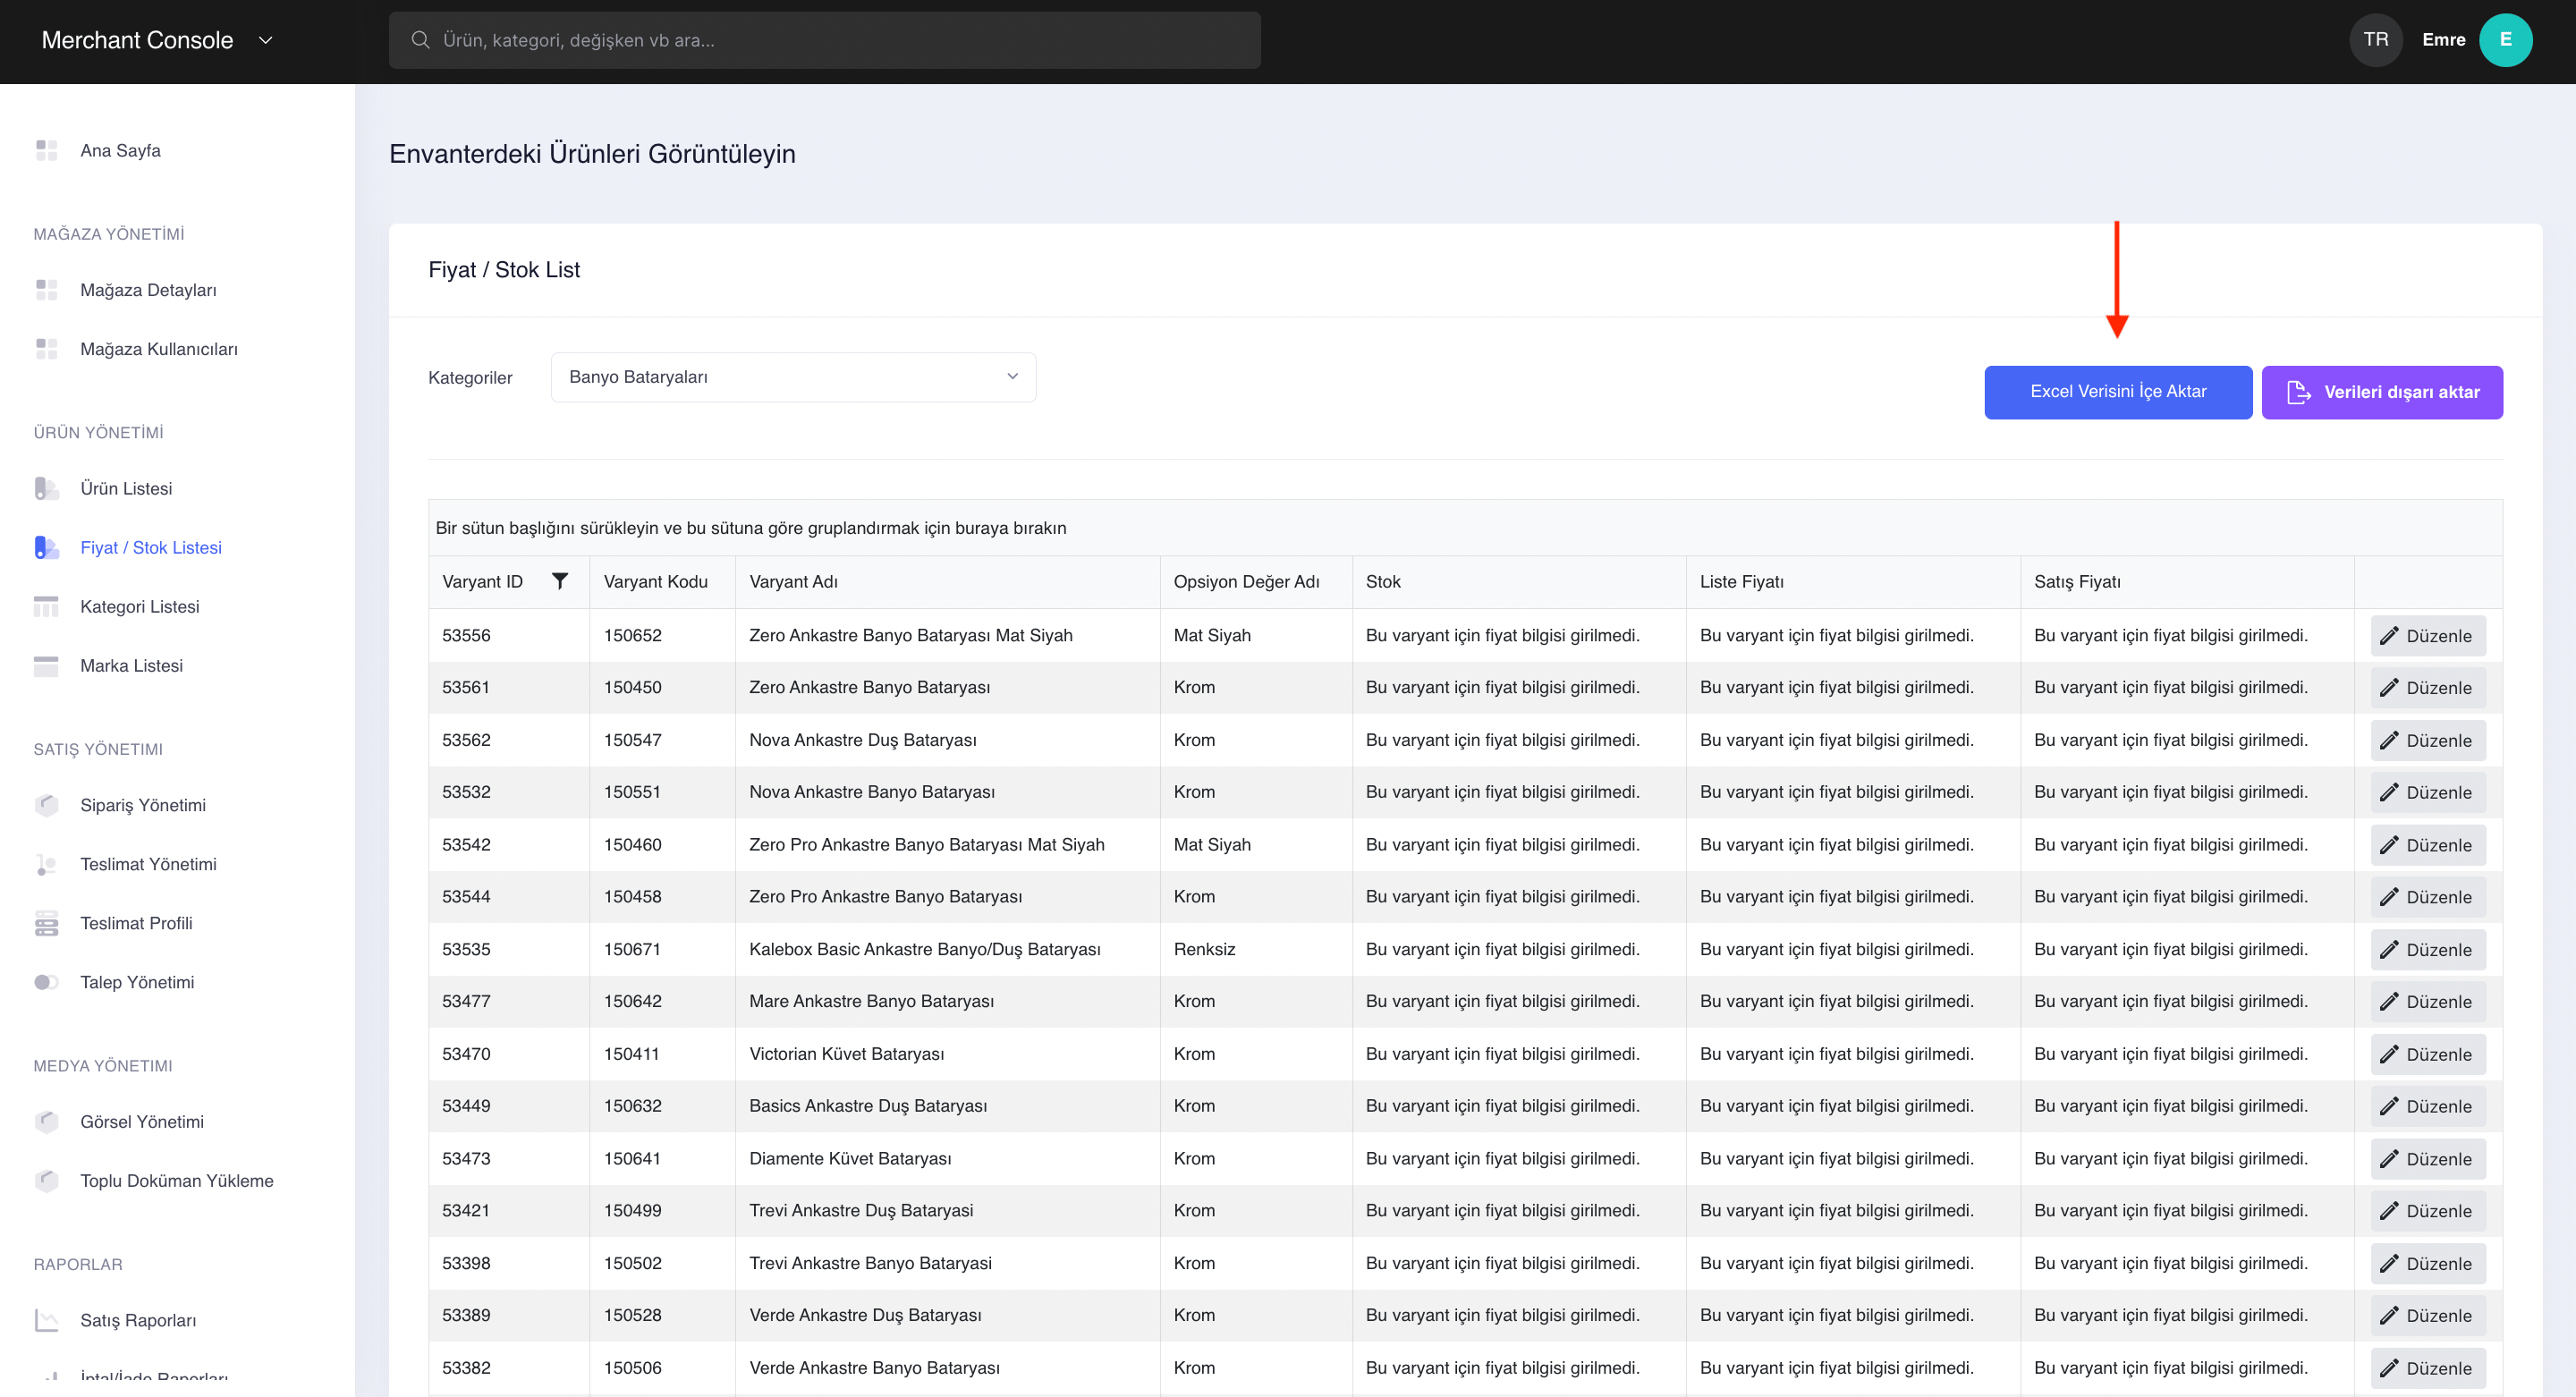 Merchant Console
Ürün, kategori, değişken vb ara...
TR
Emre
E
Ana Sayfa
MAĞAZA YÖNETİMİ
Mağaza Detayları
Mağaza Kullanıcıları
ÜRÜN YÖNETİMİ
Ürün Listesi
Fiyat / Stok Listesi
Kategori Listesi
Marka Listesi
SATIŞ YÖNETIMI
Sipariş Yönetimi
Teslimat Yönetimi
Teslimat Profili
Talep Yönetimi
MEDYA YÖNETIMI
Görsel Yönetimi
Toplu Doküman Yükleme
RAPORLAR
Satış Raporları
İptal/İade Raporları
Envanterdeki Ürünleri Görüntüleyin
Fiyat / Stok List
Kategoriler
Banyo Bataryaları
Excel Verisini İçe Aktar
Verileri dışarı aktar
Bir sütun başlığını sürükleyin ve bu sütuna göre gruplandırmak için buraya bırakın
Varyant ID Varyant Kodu Varyant Adı Opsiyon Değer Adı Stok Liste Fiyatı Satış Fiyatı
53556 150652 Zero Ankastre Banyo Bataryası Mat Siyah Mat Siyah Bu varyant için fiyat bilgisi girilmedi. Bu varyant için fiyat bilgisi girilmedi. Bu varyant için fiyat bilgisi girilmedi. Düzenle
53561 150450 Zero Ankastre Banyo Bataryası Krom Bu varyant için fiyat bilgisi girilmedi. Bu varyant için fiyat bilgisi girilmedi. Bu varyant için fiyat bilgisi girilmedi. Düzenle
53562 150547 Nova Ankastre Duş Bataryası Krom Bu varyant için fiyat bilgisi girilmedi. Bu varyant için fiyat bilgisi girilmedi. Bu varyant için fiyat bilgisi girilmedi. Düzenle
53532 150551 Nova Ankastre Banyo Bataryası Krom Bu varyant için fiyat bilgisi girilmedi. Bu varyant için fiyat bilgisi girilmedi. Bu varyant için fiyat bilgisi girilmedi. Düzenle
53542 150460 Zero Pro Ankastre Banyo Bataryası Mat Siyah Mat Siyah Bu varyant için fiyat bilgisi girilmedi. Bu varyant için fiyat bilgisi girilmedi. Bu varyant için fiyat bilgisi girilmedi. Düzenle
53544 150458 Zero Pro Ankastre Banyo Bataryası Krom Bu varyant için fiyat bilgisi girilmedi. Bu varyant için fiyat bilgisi girilmedi. Bu varyant için fiyat bilgisi girilmedi. Düzenle
53535 150671 Kalebox Basic Ankastre Banyo/Duş Bataryası Renksiz Bu varyant için fiyat bilgisi girilmedi. Bu varyant için fiyat bilgisi girilmedi. Bu varyant için fiyat bilgisi girilmedi. Düzenle
53477 150642 Mare Ankastre Banyo Bataryası Krom Bu varyant için fiyat bilgisi girilmedi. Bu varyant için fiyat bilgisi girilmedi. Bu varyant için fiyat bilgisi girilmedi. Düzenle
53470 150411 Victorian Küvet Bataryası Krom Bu varyant için fiyat bilgisi girilmedi. Bu varyant için fiyat bilgisi girilmedi. Bu varyant için fiyat bilgisi girilmedi. Düzenle
53449 150632 Basics Ankastre Duş Bataryası Krom Bu varyant için fiyat bilgisi girilmedi. Bu varyant için fiyat bilgisi girilmedi. Bu varyant için fiyat bilgisi girilmedi. Düzenle
53473 150641 Diamente Küvet Bataryası Krom Bu varyant için fiyat bilgisi girilmedi. Bu varyant için fiyat bilgisi girilmedi. Bu varyant için fiyat bilgisi girilmedi. Düzenle
53421 150499 Trevi Ankastre Duş Bataryasi Krom Bu varyant için fiyat bilgisi girilmedi. Bu varyant için fiyat bilgisi girilmedi. Bu varyant için fiyat bilgisi girilmedi. Düzenle
53398 150502 Trevi Ankastre Banyo Bataryasi Krom Bu varyant için fiyat bilgisi girilmedi. Bu varyant için fiyat bilgisi girilmedi. Bu varyant için fiyat bilgisi girilmedi. Düzenle
53389 150528 Verde Ankastre Duş Bataryası Krom Bu varyant için fiyat bilgisi girilmedi. Bu varyant için fiyat bilgisi girilmedi. Bu varyant için fiyat bilgisi girilmedi. Düzenle
53382 150506 Verde Ankastre Banyo Bataryası Krom Bu varyant için fiyat bilgisi girilmedi. Bu varyant için fiyat bilgisi girilmedi. Bu varyant için fiyat bilgisi girilmedi. Düzenle